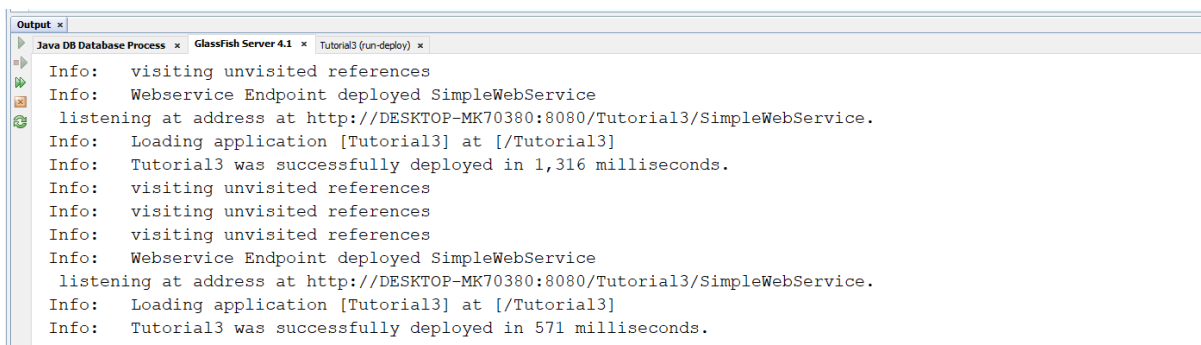 Output
Java DB Database Process GlassFish Server 4.1 Tutorial3 (run-deploy)
Info: visiting unvisited references
Info: Webservice Endpoint deployed SimpleWebService
listening at address at http://DESKTOP-MK70380:8080/Tutorial3/SimpleWebService.
Info: Loading application [Tutorial3] at [/Tutorial3]
Info: Tutorial3 was successfully deployed in 1,316 milliseconds.
Info: visiting unvisited references
Info: visiting unvisited references
Info: visiting unvisited references
Info: Webservice Endpoint deployed SimpleWebService
listening at address at http://DESKTOP-MK70380:8080/Tutorial3/SimpleWebService.
Info: Loading application [Tutorial3] at [/Tutorial3]
Info: Tutorial3 was successfully deployed in 571 milliseconds.